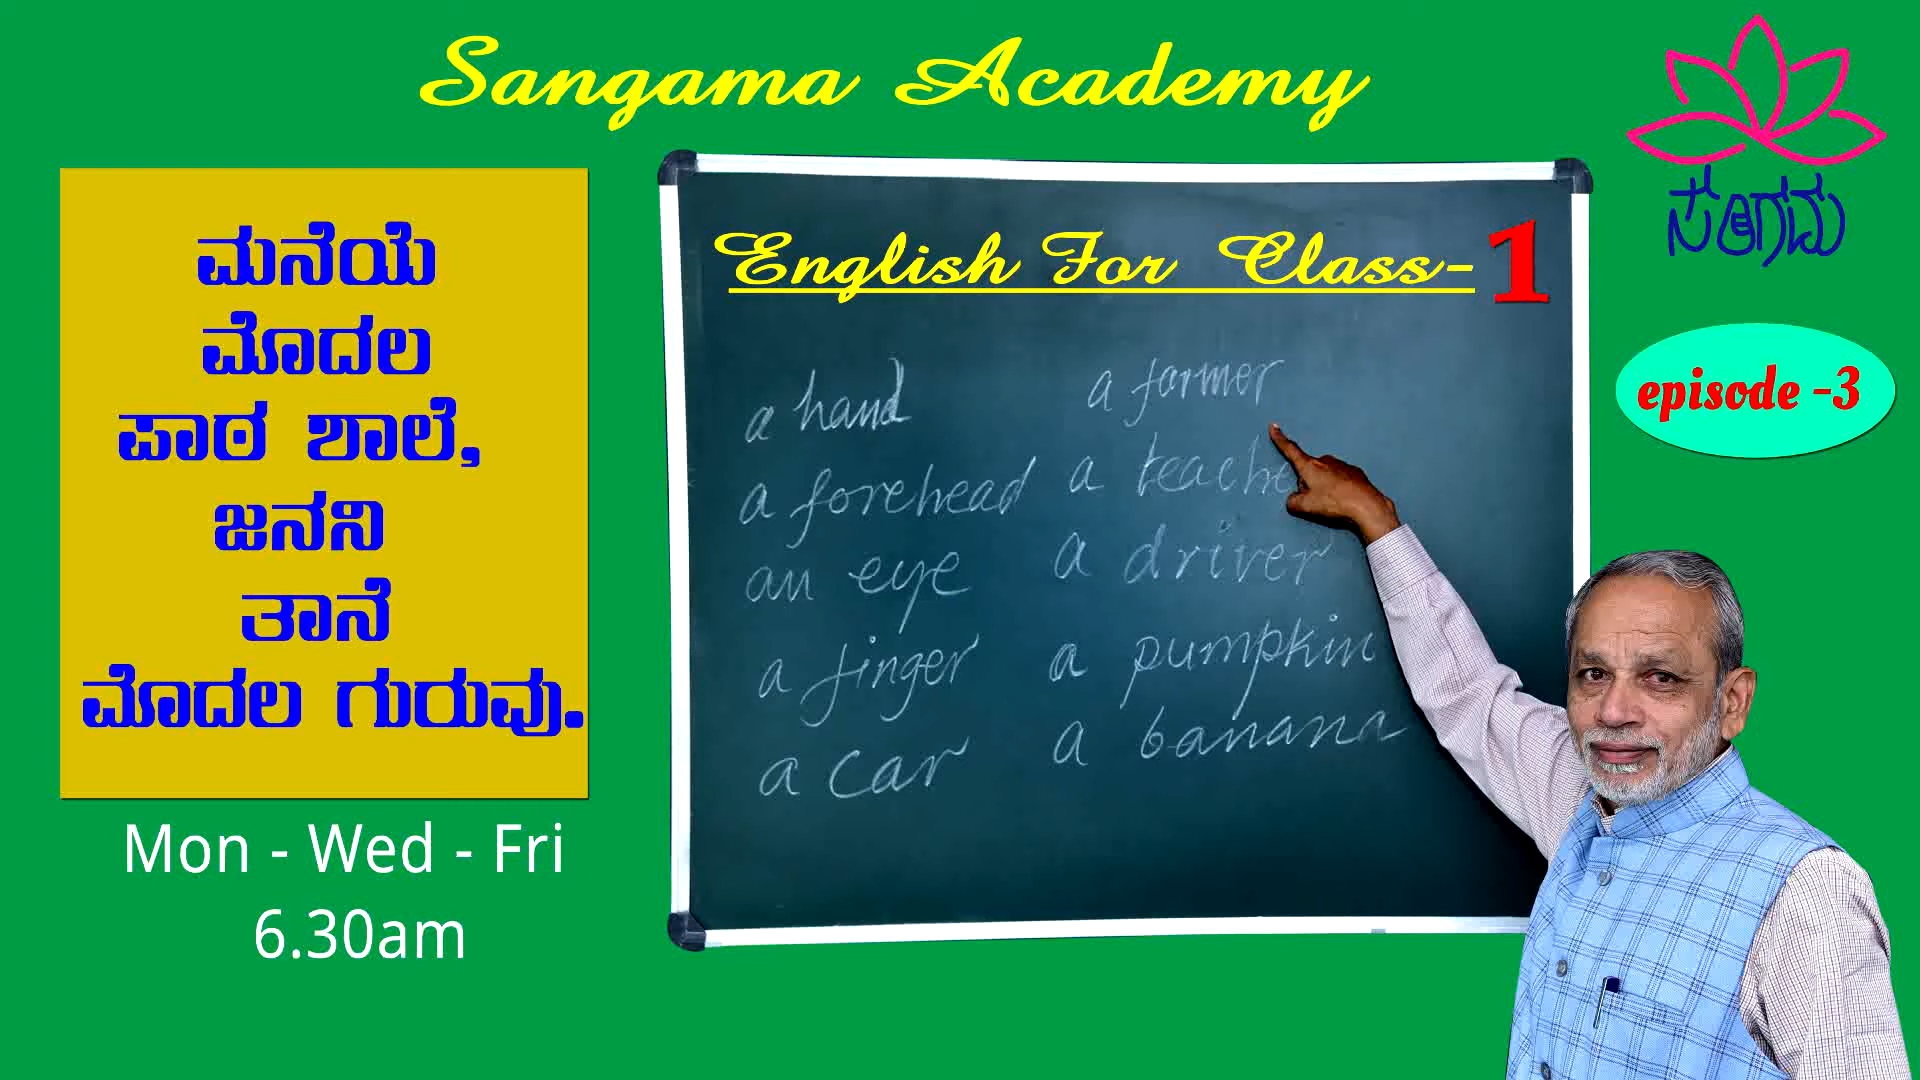 Sangama Academy
ಸಂಗಮ
ಮನೆಯೆ
ಮೊದಲ
ಪಾಠ ಶಾಲೆ,
ಜನನಿ
ತಾನೆ
ಮೊದಲ ಗುರುವು.
Mon - Wed - Fri
6.30am
English For Class-1
a hand
a forehead
an eye
a finger
a car
a farmer
a teache
a driver
a pumpkin
a banana
episode -3